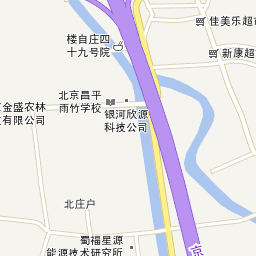 佳美乐超
楼自庄四
十九号院
新康超
北京昌平
雨竹学校
金盛农林
银河欣源
科技公司
有限公司
北庄户
蜀福星源
能源技术研究所
京